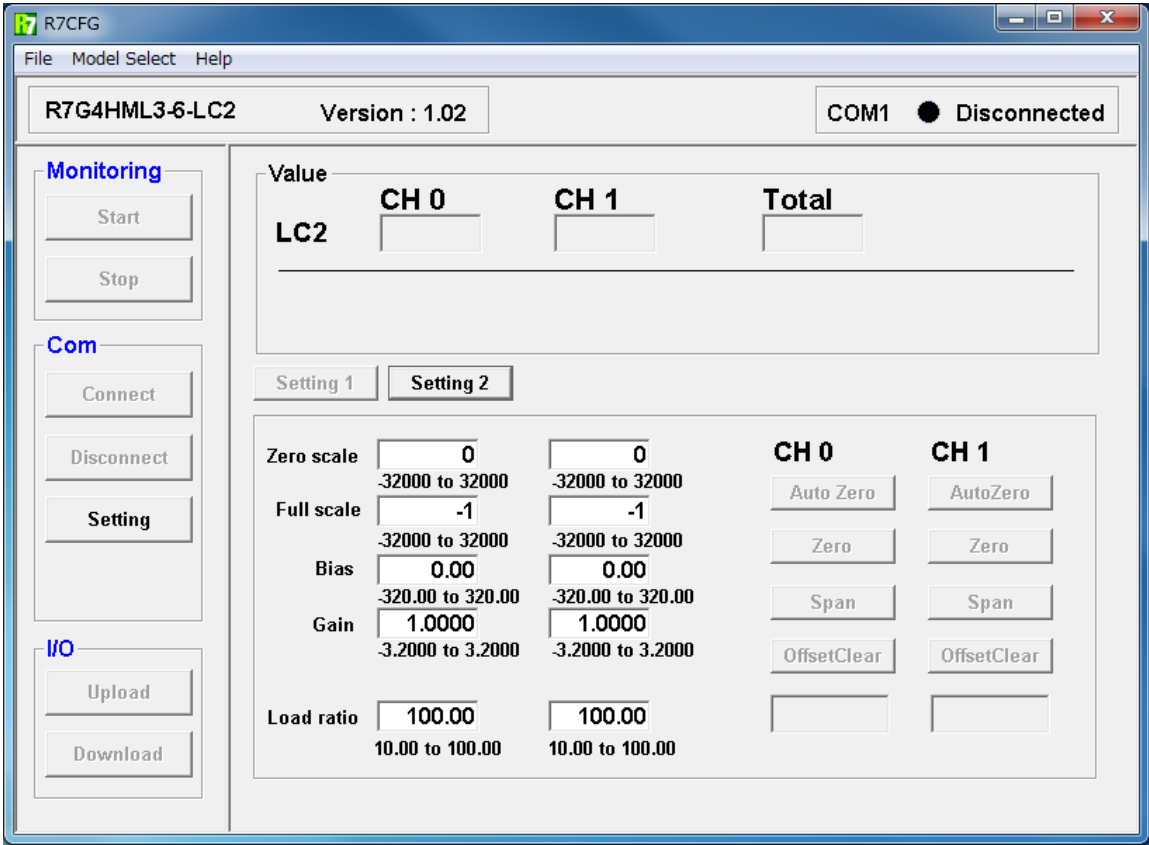 R7 R7CFG
File Model Select Help
R7G4HML3-6-LC2 Version : 1.02 COM1 Disconnected
Monitoring
Start
Stop
Com
Connect
Disconnect
Setting
I/O
Upload
Download
Value
CH 0 CH 1 Total
LC2
Setting 1 Setting 2
Zero scale 0 0
-32000 to 32000 -32000 to 32000
Full scale -1 -1
-32000 to 32000 -32000 to 32000
Bias 0.00 0.00
-320.00 to 320.00 -320.00 to 320.00
Gain 1.0000 1.0000
-3.2000 to 3.2000 -3.2000 to 3.2000
Load ratio 100.00 100.00
10.00 to 100.00 10.00 to 100.00
CH 0 CH 1
Auto Zero AutoZero
Zero Zero
Span Span
OffsetClear OffsetClear